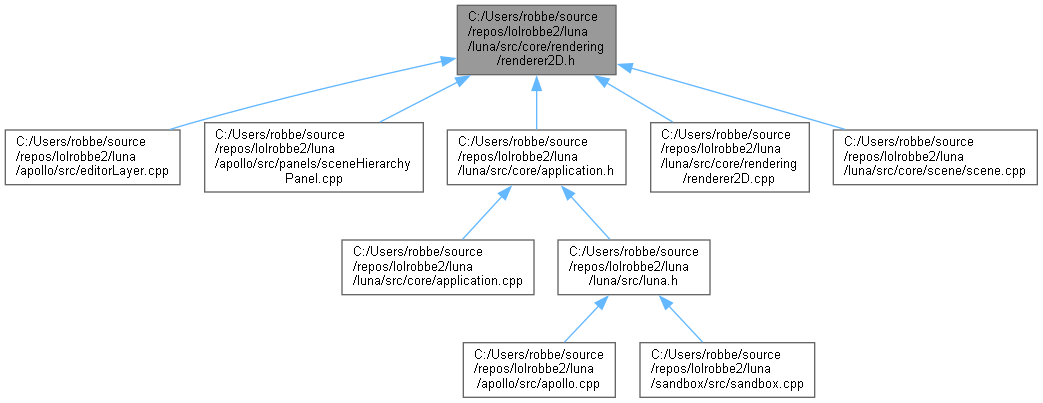 C:/Users/robbe/source
/repos/lolrobbe2/luna
/luna/src/core/rendering
/renderer2D.h
C:/Users/robbe/source
/repos/lolrobbe2/luna
/apollo/src/editorLayer.cpp
C:/Users/robbe/source
/repos/lolrobbe2/luna
/apollo/src/panels/sceneHierarchy
Panel.cpp
C:/Users/robbe/source
/repos/lolrobbe2/luna
/luna/src/core/application.h
C:/Users/robbe/source
/repos/lolrobbe2/luna
/luna/src/core/rendering
/renderer2D.cpp
C:/Users/robbe/source
/repos/lolrobbe2/luna
/luna/src/core/scene/scene.cpp
C:/Users/robbe/source
/repos/lolrobbe2/luna
/luna/src/core/application.cpp
C:/Users/robbe/source
/repos/lolrobbe2/luna
/luna/src/luna.h
C:/Users/robbe/source
/repos/lolrobbe2/luna
/apollo/src/apollo.cpp
C:/Users/robbe/source
/repos/lolrobbe2/luna
/sandbox/src/sandbox.cpp